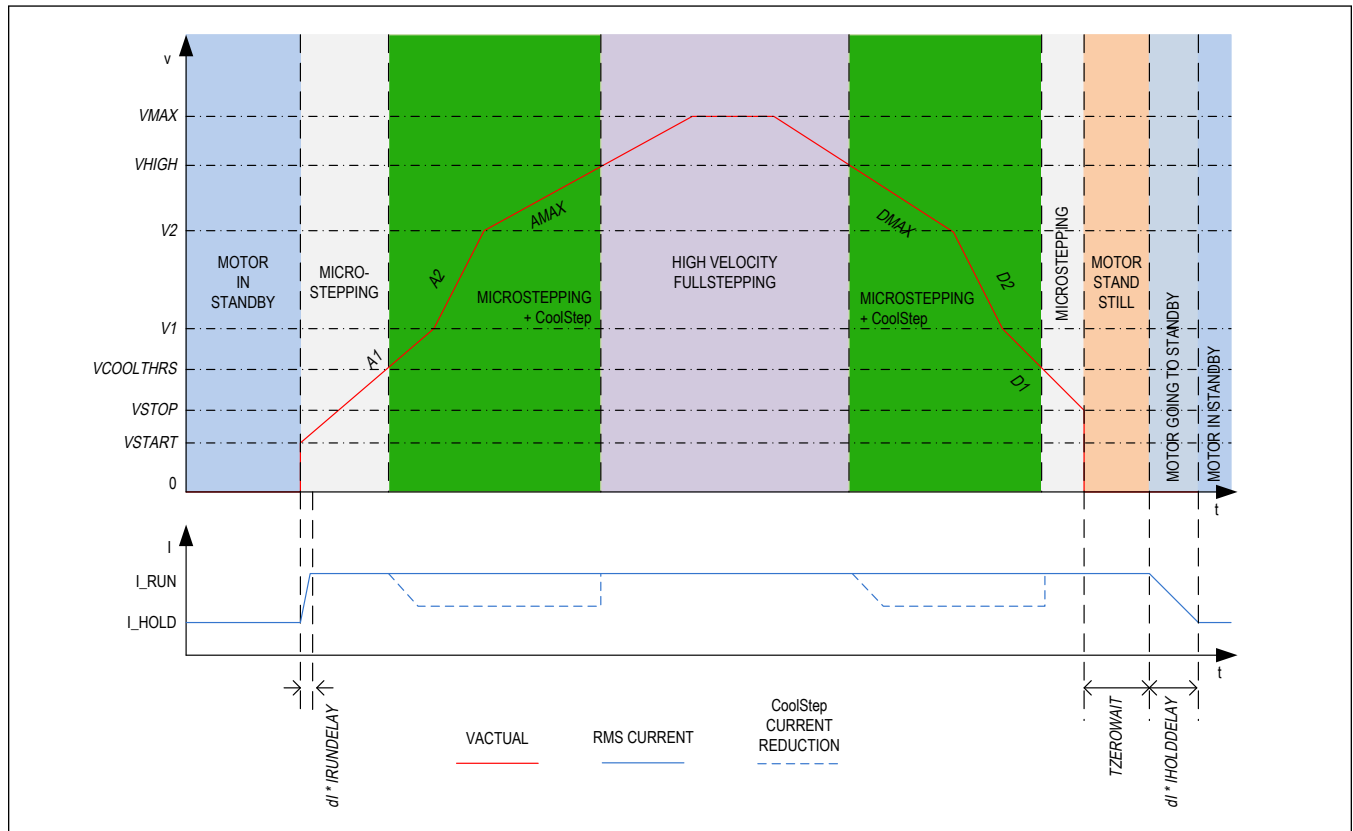 v
VMAX
VHIGH
V2
V1
VCOOLTHRS
VSTOP
VSTART
0
MOTOR
IN
STANDBY
MICRO-
STEPPING
A1
A2
AMAX
MICROSTEPPING
+ CoolStep
HIGH VELOCITY
FULLSTEPPING
DMAX
D2
D1
MICROSTEPPING
+ CoolStep
MICROSTEPPING
MOTOR
STAND
STILL
MOTOR GOING TO STANDBY
MOTOR IN STANDBY
t
I
I_RUN
I_HOLD
t
dI * IRUNDELAY
TZEROWAIT
dI * IHOLDDELAY
VACTUAL
RMS CURRENT
CoolStep
CURRENT
REDUCTION